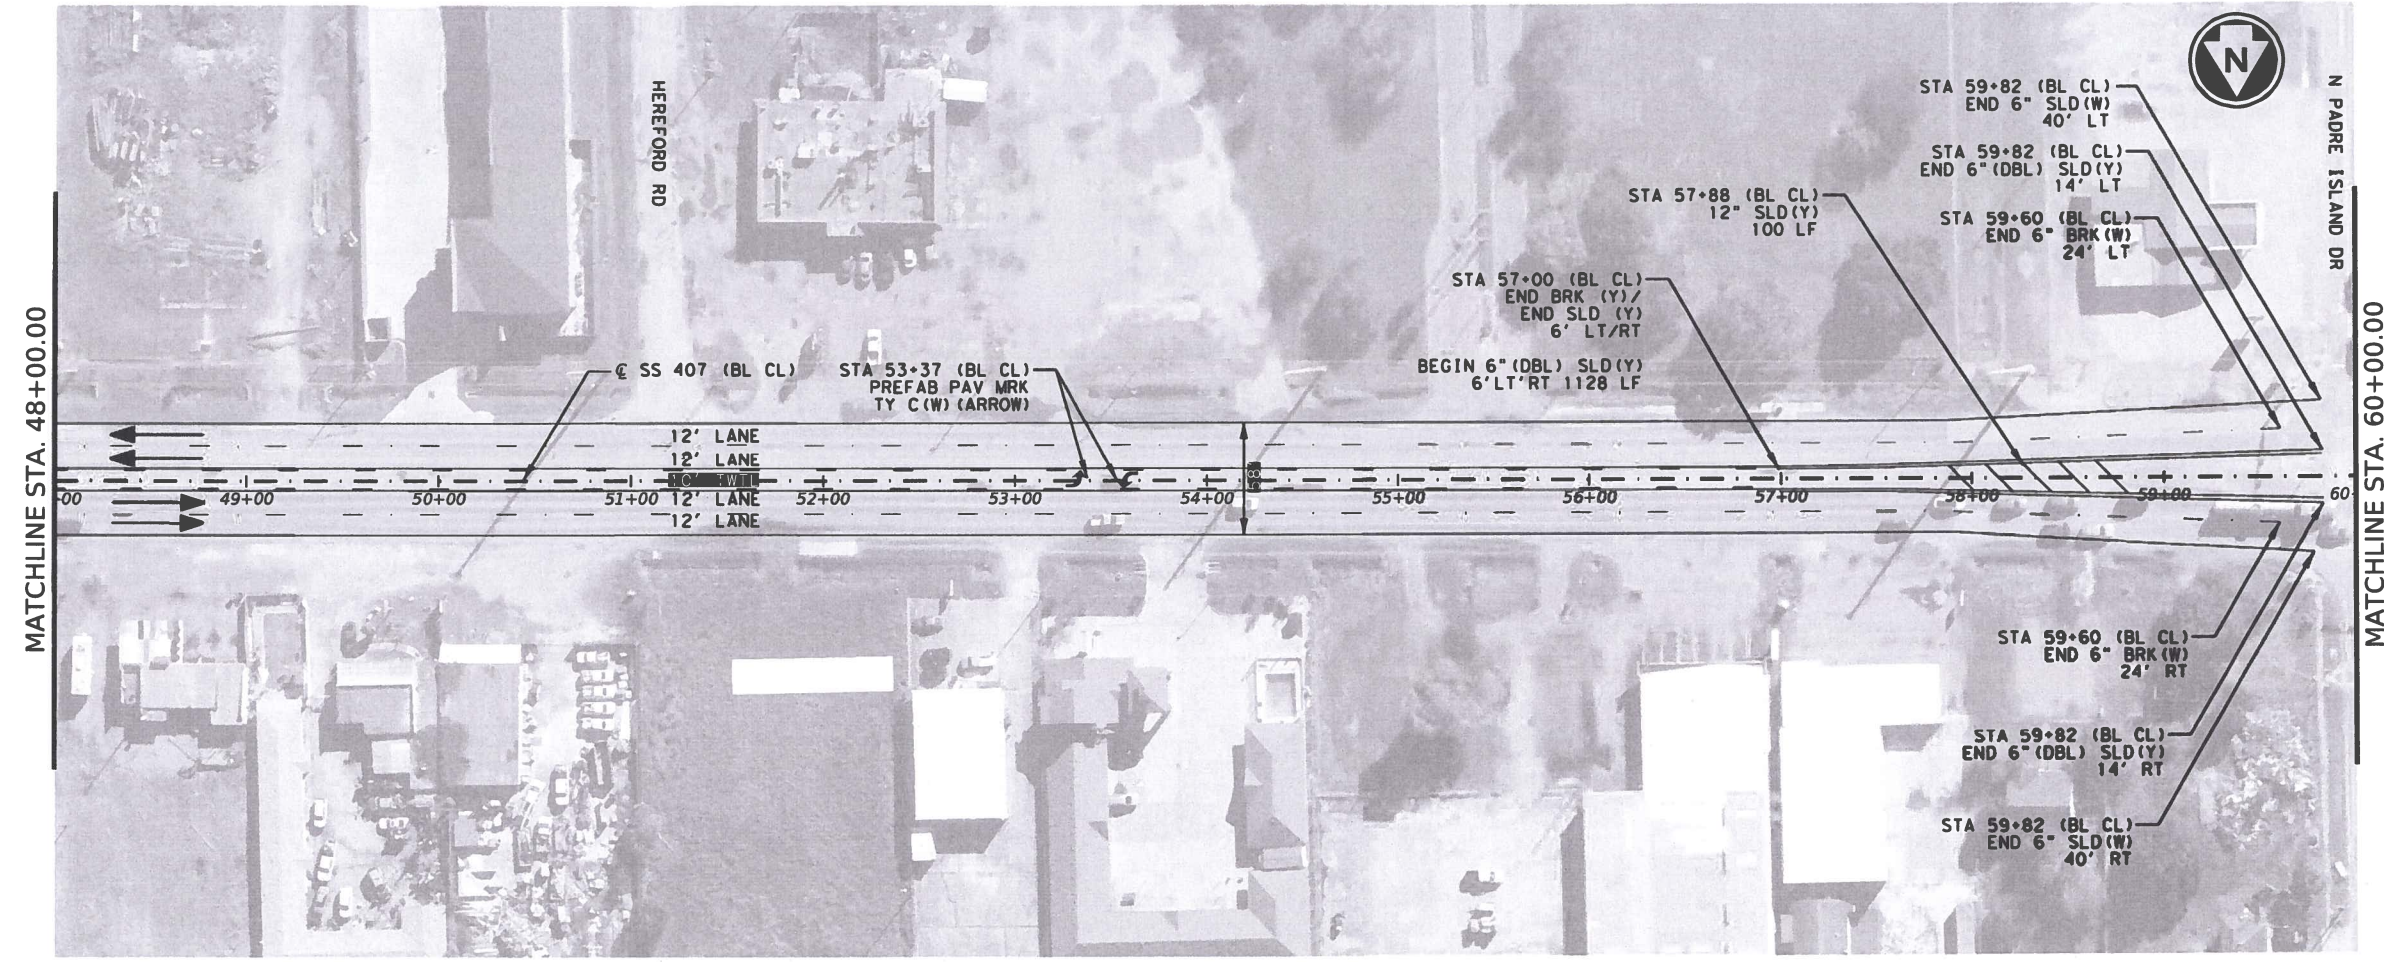 N
STA 59+82 (BL CL)
END 6" SLD(W)
40' LT
STA 59+82 (BL CL)
END 6"(DBL) SLD(Y)
14' LT
STA 59+60 (BL CL)
END 6" BRK(W)
24' LT
N PADRE ISLAND DR
HEREFORD RD
STA 57+88 (BL CL)
12" SLD(Y)
100 LF
STA 57+00 (BL CL)
END BRK (Y)/
END SLD (Y)
6' LT/RT
BEGIN 6"(DBL) SLD(Y)
6'LT'RT 1128 LF
℄ SS 407 (BL CL)
STA 53+37 (BL CL)
PREFAB PAV MRK
TY C(W) (ARROW)
MATCHLINE STA. 48+00.00
MATCHLINE STA. 60+00.00
12' LANE
12' LANE
TWTL
12' LANE
12' LANE
+00 49+00 50+00 51+00 52+00 53+00 54+00 55+00 56+00 57+00 58+00 59+00 60
STA 59+60 (BL CL)
END 6" BRK(W)
24' RT
STA 59+82 (BL CL)
END 6"(DBL) SLD(Y)
14' RT
STA 59+82 (BL CL)
END 6" SLD(W)
40' RT